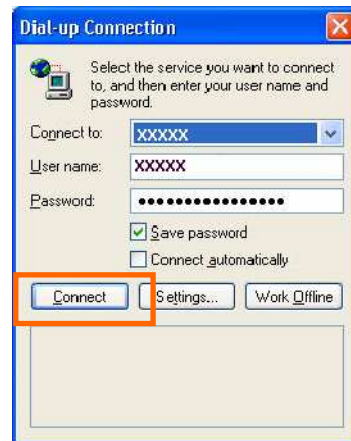 Dial-up Connection
Select the service you want to connect
to, and then enter your user name and
password.
Connect to: XXXXX
User name: XXXXX
Password: ●●●●●●●●●●●●●●●●
Save password
Connect automatically
Connect Settings... Work Offline